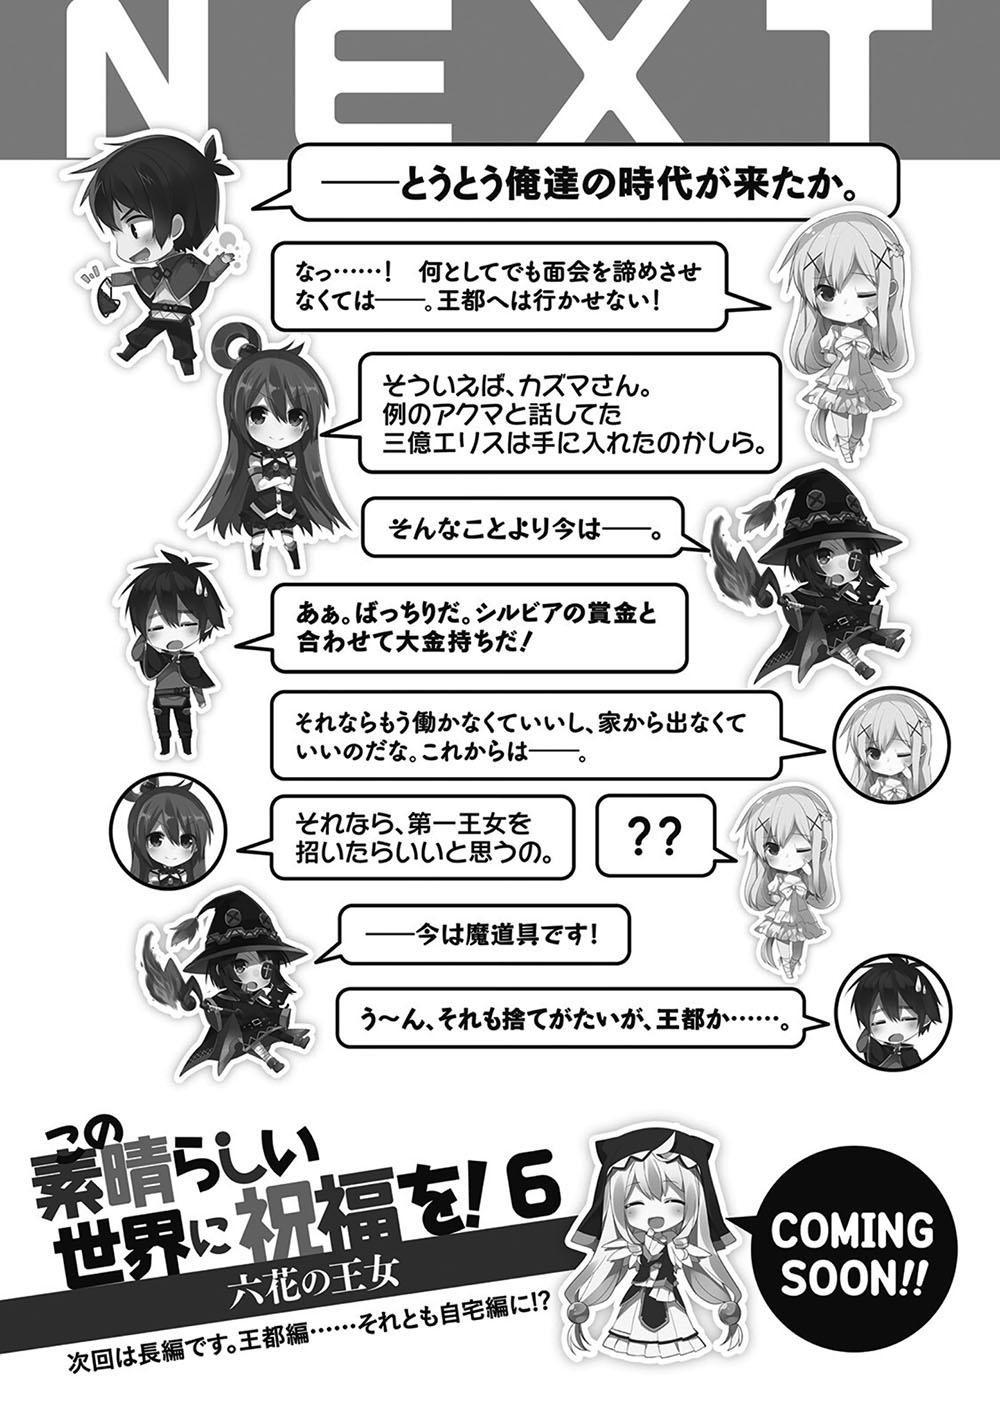 NEXT
――とうとう俺達の時代が来たか。
なっ……！　何としてでも面会を諦めさせ
なくては――。王都へは行かせない！
そういえば、カズマさん。
例のアクマと話してた
三億エリスは手に入れたのかしら。
そんなことより今は――。
あぁ。ばっちりだ。シルビアの賞金と
合わせて大金持ちだ！
それならもう働かなくていいし、家から出なくて
いいのだな。これからは――。
それなら、第一王女を
招いたらいいと思うの。
??
――今は魔道具です！
う～ん、それも捨てがたいが、王都か……。
この
素晴らしい
世界に祝福を！6
六花の王女
次回は長編です。王都編……それとも自宅編に!?
COMING
SOON!!